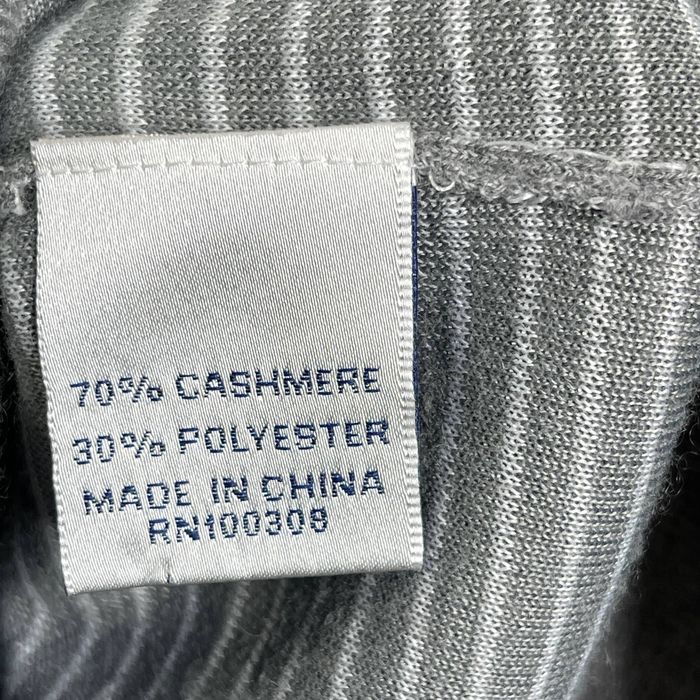 70% CASHMERE
30% POLYESTER
MADE IN CHINA
RN100308